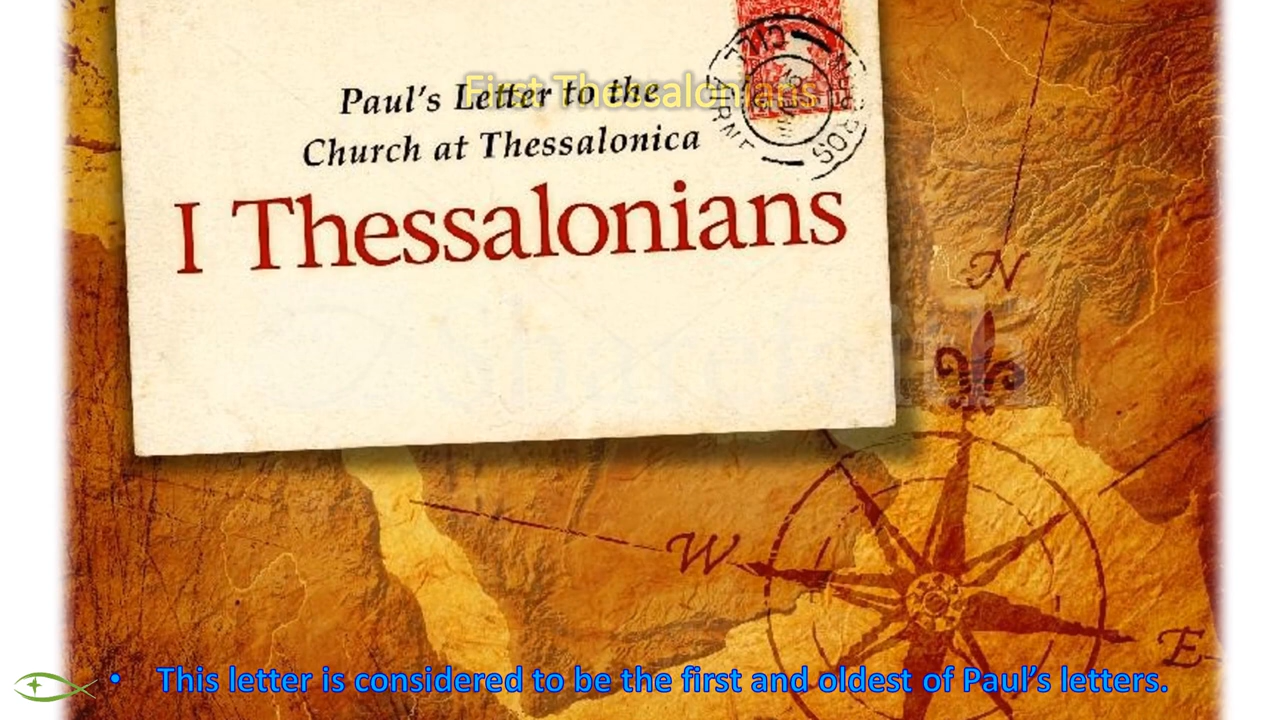 First Thessalonians
Paul's Letter to the
Church at Thessalonica
I Thessalonians
N
W
E
• This letter is considered to be the first and oldest of Paul's letters.